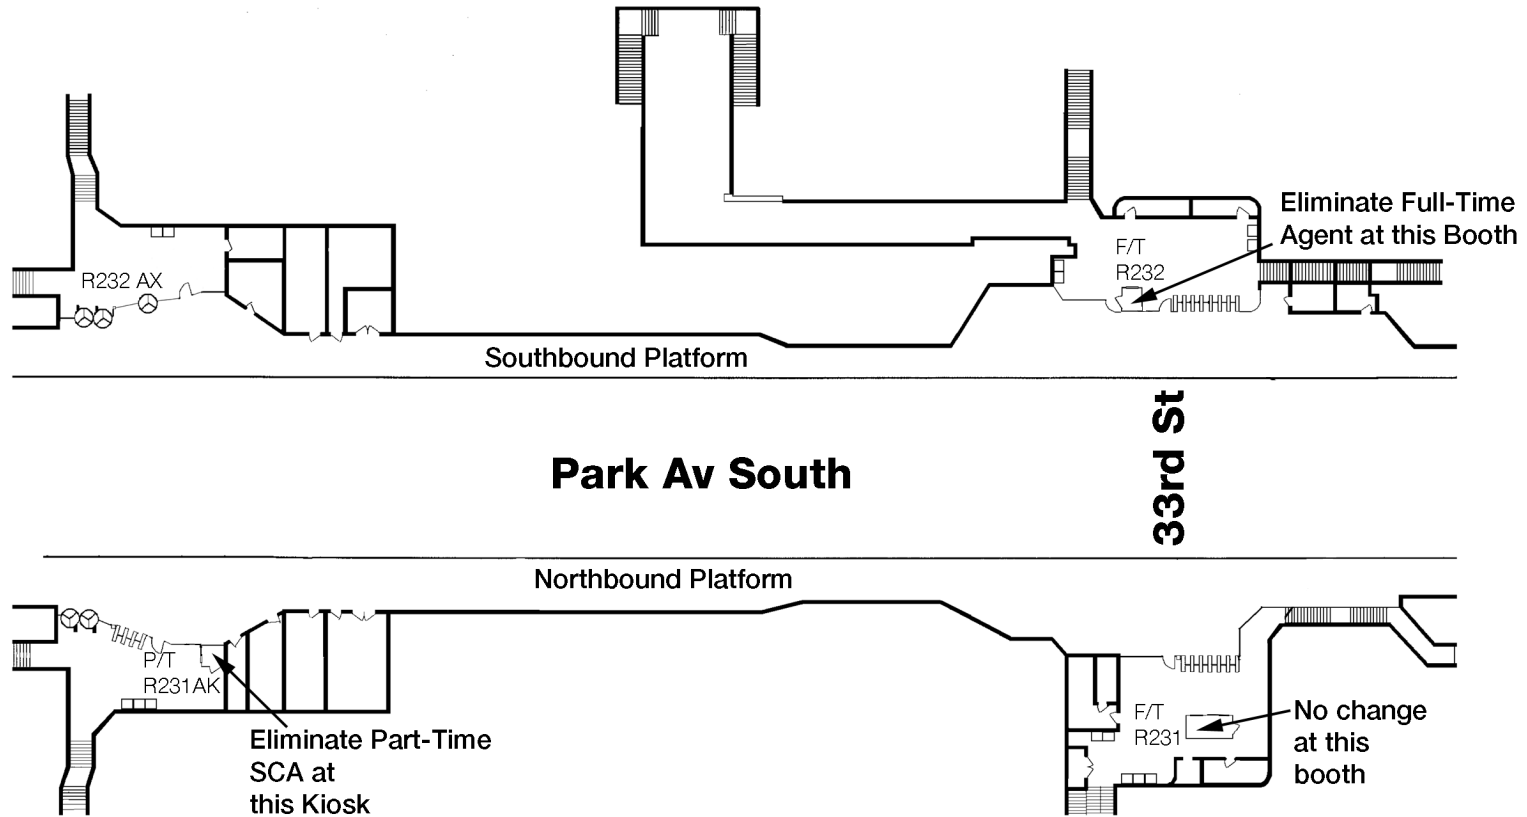 Eliminate Full-Time
Agent at this Booth
F/T
R232
R232 AX
Southbound Platform
33rd St
Park Av South
Northbound Platform
P/T
R231AK
Eliminate Part-Time
SCA at
this Kiosk
F/T
R231
No change
at this
booth